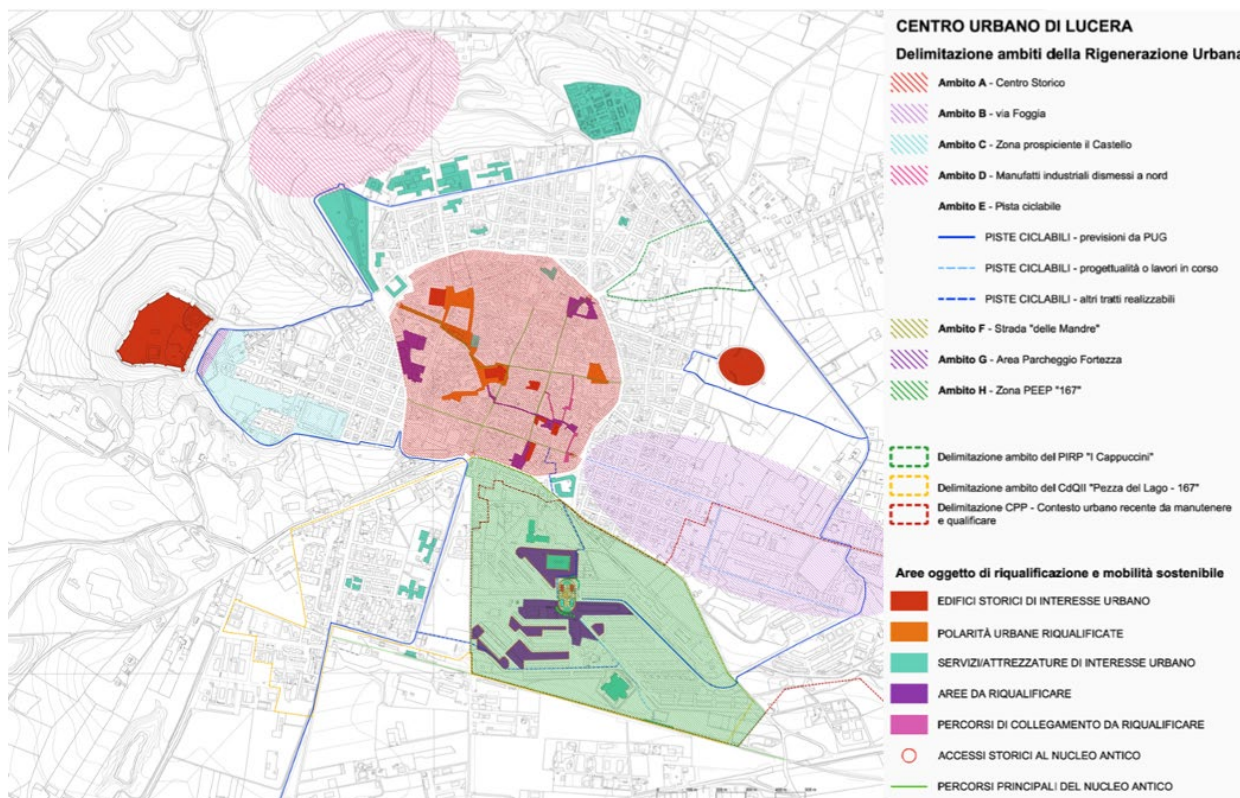 CENTRO URBANO DI LUCERA
Delimitazione ambiti della Rigenerazione Urbana
Ambito A - Centro Storico
Ambito B - via Foggia
Ambito C - Zona prospiciente il Castello
Ambito D - Manufatti industriali dismessi a nord
Ambito E - Pista ciclabile
PISTE CICLABILI - previsioni da PUG
PISTE CICLABILI - progettualità o lavori in corso
PISTE CICLABILI - altri tratti realizzabili
Ambito F - Strada "delle Mandre"
Ambito G - Area Parcheggio Fortezza
Ambito H - Zona PEEP "167"
Delimitazione ambito del PIRP "I Cappuccini"
Delimitazione ambito del CdQII "Pezza del Lago - 167"
Delimitazione CPP - Contesto urbano recente da manutenere
e qualificare
Aree oggetto di riqualificazione e mobilità sostenibile
EDIFICI STORICI DI INTERESSE URBANO
POLARITÀ URBANE RIQUALIFICATE
SERVIZI/ATTREZZATURE DI INTERESSE URBANO
AREE DA RIQUALIFICARE
PERCORSI DI COLLEGAMENTO DA RIQUALIFICARE
ACCESSI STORICI AL NUCLEO ANTICO
PERCORSI PRINCIPALI DEL NUCLEO ANTICO